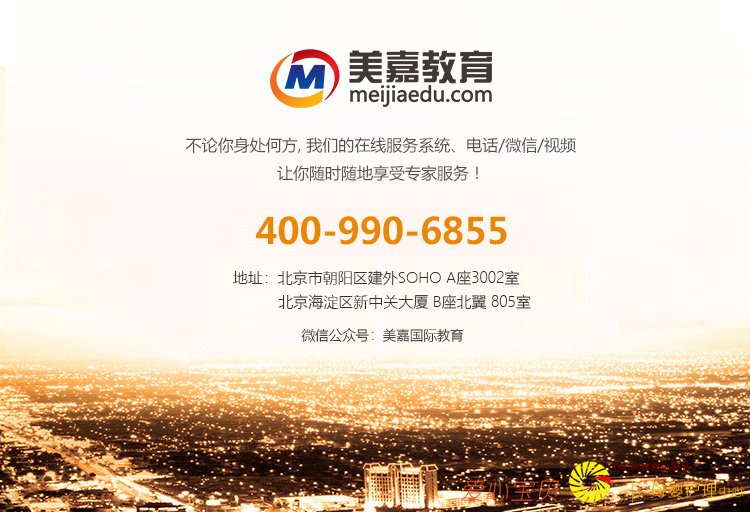 美嘉教育
meijiaedu.com
不论你身处何方, 我们的在线服务系统、电话/微信/视频
让你随时随地享受专家服务！
400-990-6855
地址：北京市朝阳区建外SOHO A座3002室
北京海淀区新中关大厦 B座北翼 805室
微信公众号：美嘉国际教育